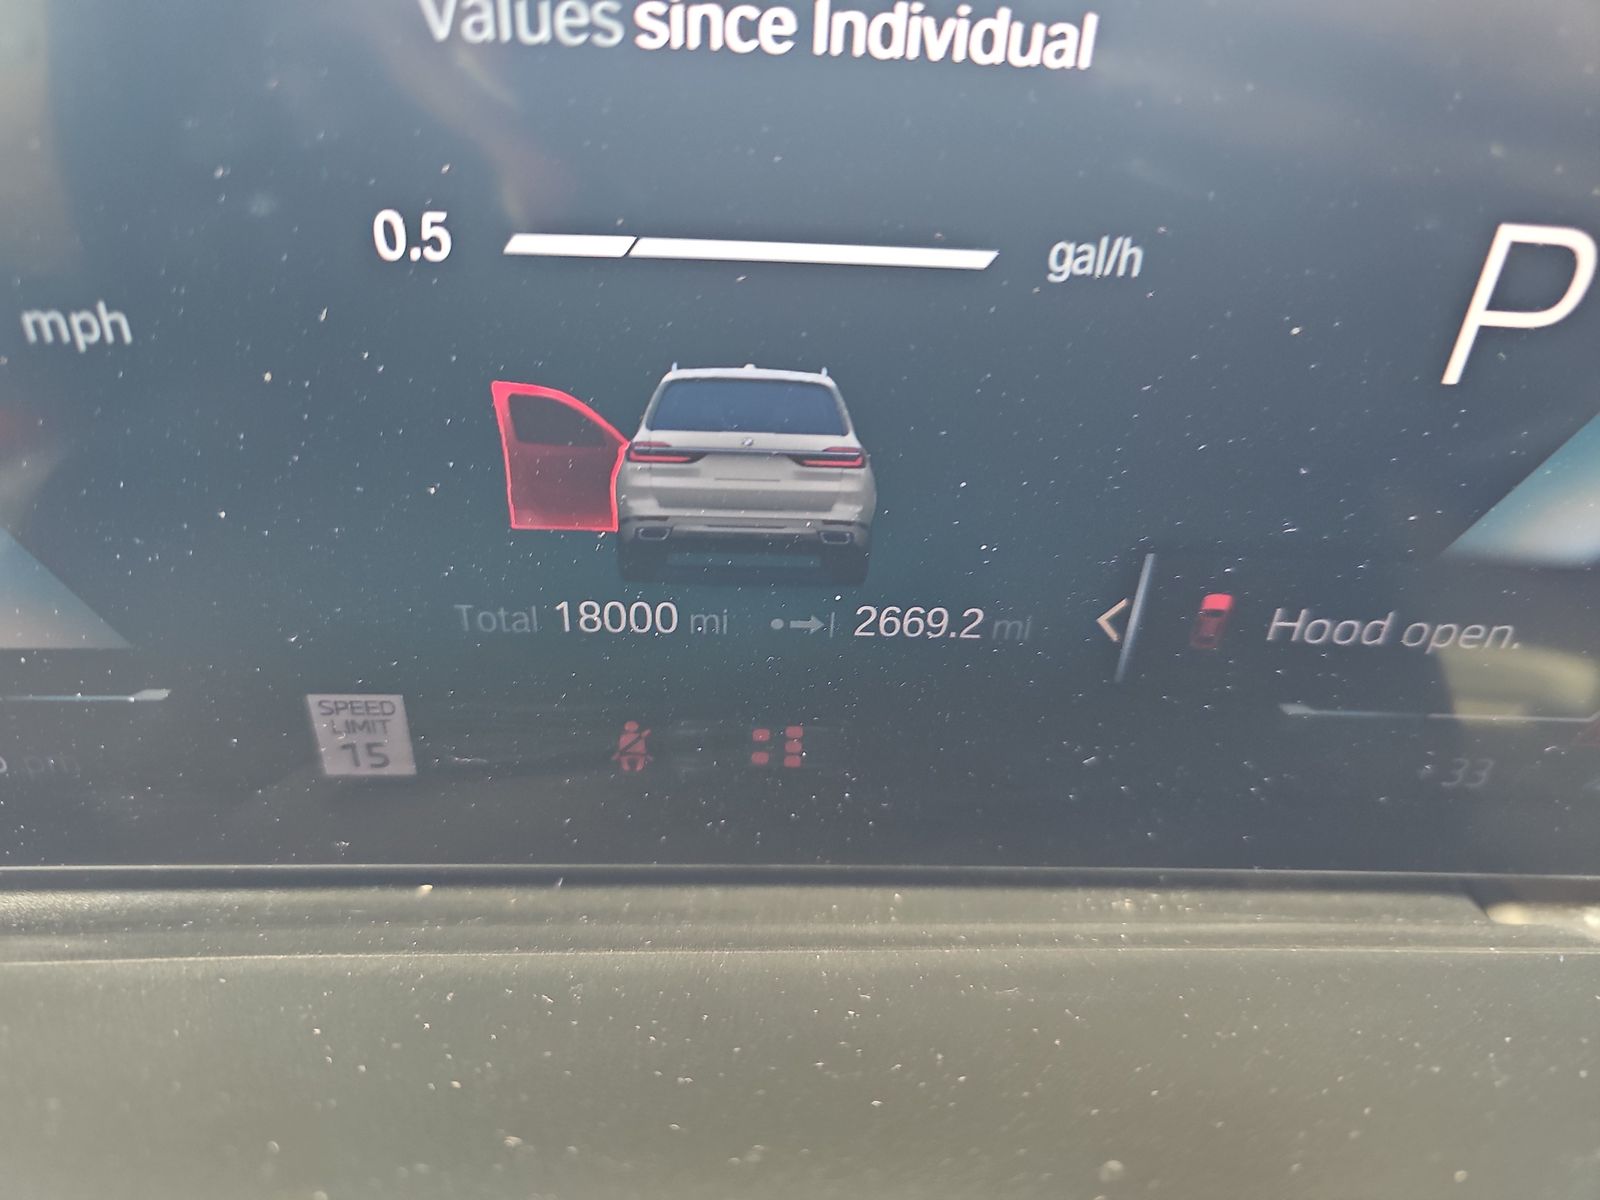 Values since Individual
0.5 gal/h
P
mph
Total 18000 mi 2669.2 mi
Hood open.
SPEED
LIMIT
15
pm
33